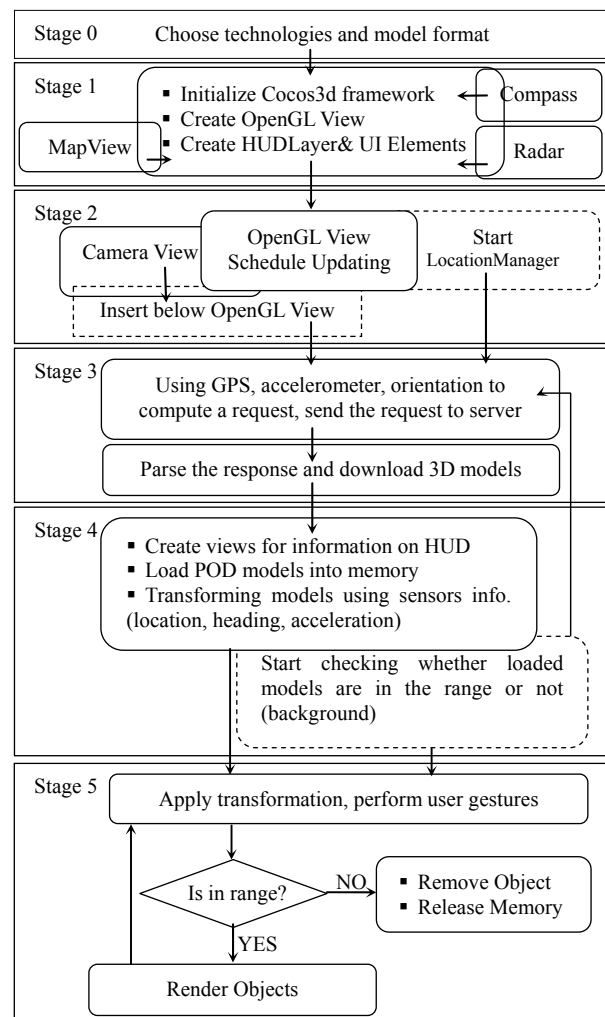 Stage 0
Choose technologies and model format
Stage 1
▪ Initialize Cocos3d framework
▪ Create OpenGL View
▪ Create HUDLayer& UI Elements
Compass
MapView
Radar
Stage 2
Camera View
OpenGL View
Schedule Updating
Start
LocationManager
Insert below OpenGL View
Stage 3
Using GPS, accelerometer, orientation to
compute a request, send the request to server
Parse the response and download 3D models
Stage 4
▪ Create views for information on HUD
▪ Load POD models into memory
▪ Transforming models using sensors info.
(location, heading, acceleration)
Start checking whether loaded
models are in the range or not
(background)
Stage 5
Apply transformation, perform user gestures
Is in range?
NO
▪ Remove Object
▪ Release Memory
YES
Render Objects